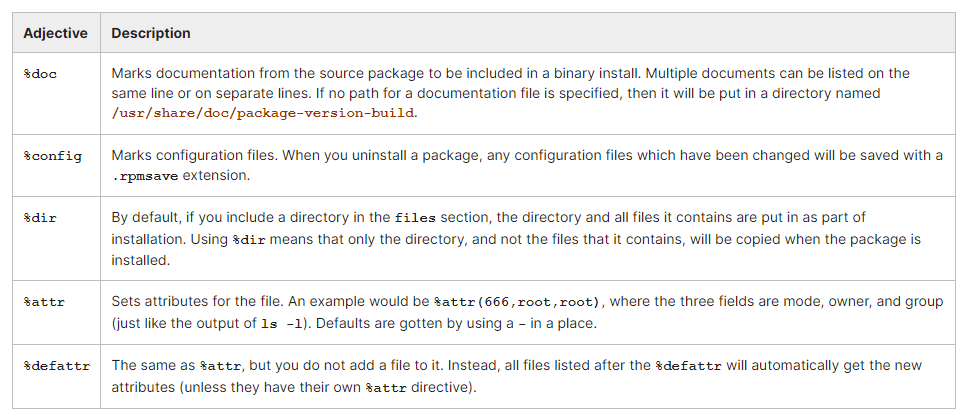 Adjective Description
%doc Marks documentation from the source package to be included in a binary install. Multiple documents can be listed on the
same line or on separate lines. If no path for a documentation file is specified, then it will be put in a directory named
/usr/share/doc/package-version-build.
%config Marks configuration files. When you uninstall a package, any configuration files which have been changed will be saved with a
.rpmsave extension.
%dir By default, if you include a directory in the files section, the directory and all files it contains are put in as part of
installation. Using %dir means that only the directory, and not the files that it contains, will be copied when the package is
installed.
%attr Sets attributes for the file. An example would be %attr(666,root,root), where the three fields are mode, owner, and group
(just like the output of ls -l). Defaults are gotten by using a – in a place.
%defattr The same as %attr, but you do not add a file to it. Instead, all files listed after the %defattr will automatically get the new
attributes (unless they have their own %attr directive).